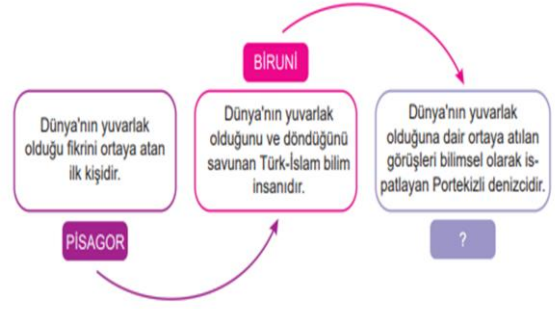 BİRUNİ
Dünya'nın yuvarlak
olduğu fikrini ortaya atan
ilk kişidir.
PİSAGOR
Dünya'nın yuvarlak
olduğunu ve döndüğünü
savunan Türk-İslam bilim
insanıdır.
Dünya'nın yuvarlak
olduğuna dair ortaya atılan
görüşleri bilimsel olarak is-
patlayan Portekizli denizcidir.
?